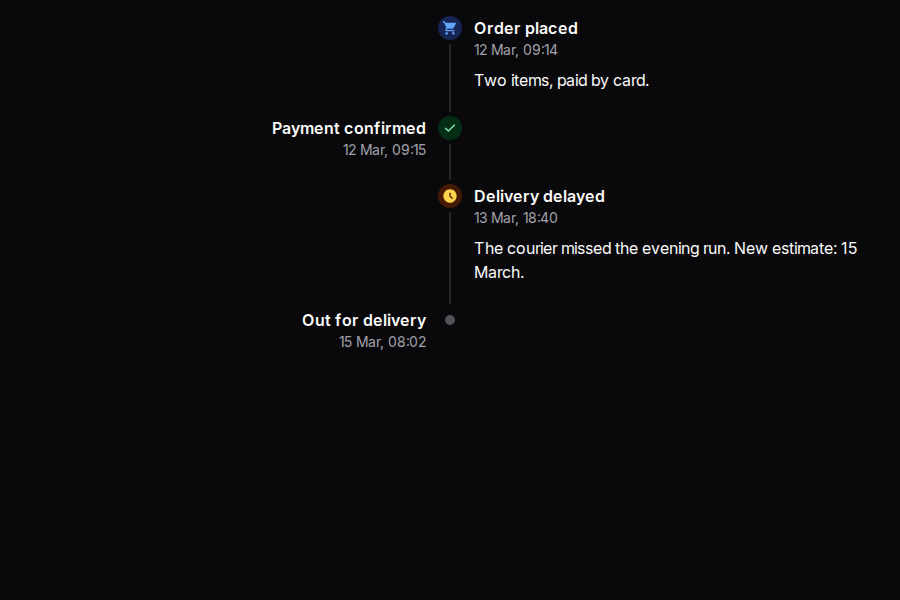 Order placed
12 Mar, 09:14
Two items, paid by card.
Payment confirmed
12 Mar, 09:15
Delivery delayed
13 Mar, 18:40
The courier missed the evening run. New estimate: 15
March.
Out for delivery
15 Mar, 08:02